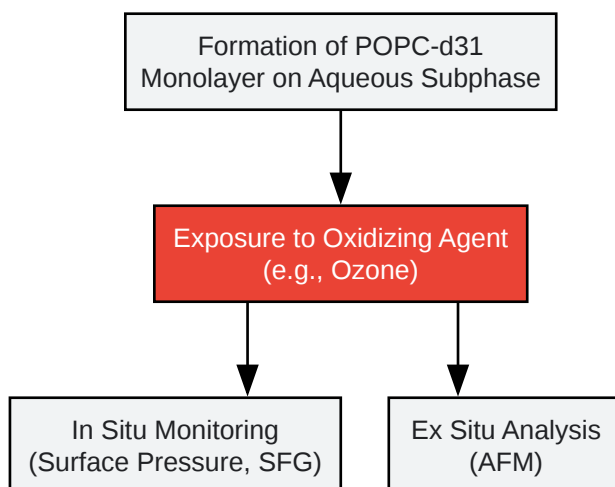 Formation of POPC-d31
Monolayer on Aqueous Subphase
Exposure to Oxidizing Agent
(e.g., Ozone)
In Situ Monitoring
(Surface Pressure, SFG)
Ex Situ Analysis
(AFM)